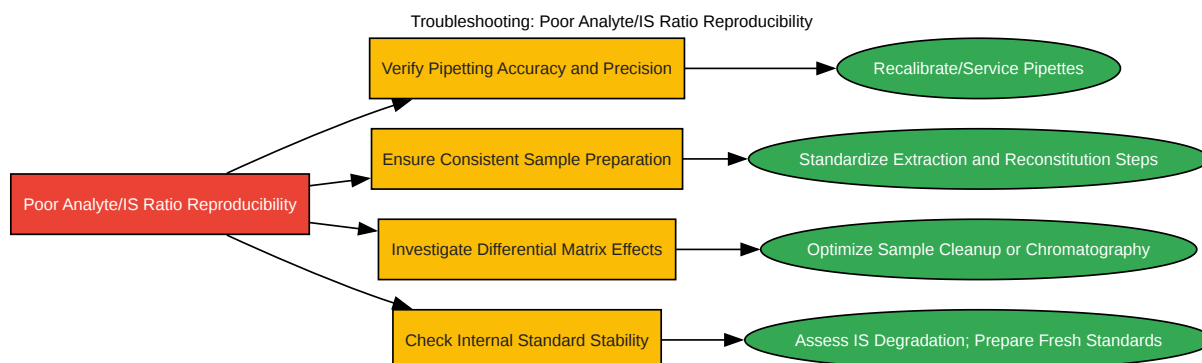 Troubleshooting: Poor Analyte/IS Ratio Reproducibility
Verify Pipetting Accuracy and Precision
Recalibrate/Service Pipettes
Ensure Consistent Sample Preparation
Standardize Extraction and Reconstitution Steps
Poor Analyte/IS Ratio Reproducibility
Investigate Differential Matrix Effects
Optimize Sample Cleanup or Chromatography
Check Internal Standard Stability
Assess IS Degradation; Prepare Fresh Standards